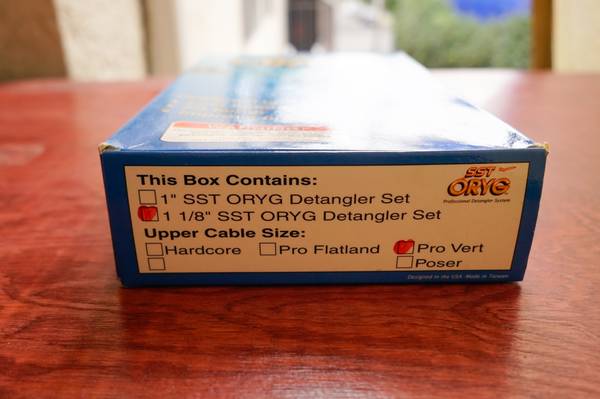 This Box Contains:
1" SST ORYG Detangler Set
1 1/8" SST ORYG Detangler Set
Upper Cable Size:
Hardcore Pro Flatland Pro Vert
Poser
SST
ORYG
Professional Detangler System
Designed in the USA -Made in Taiwan